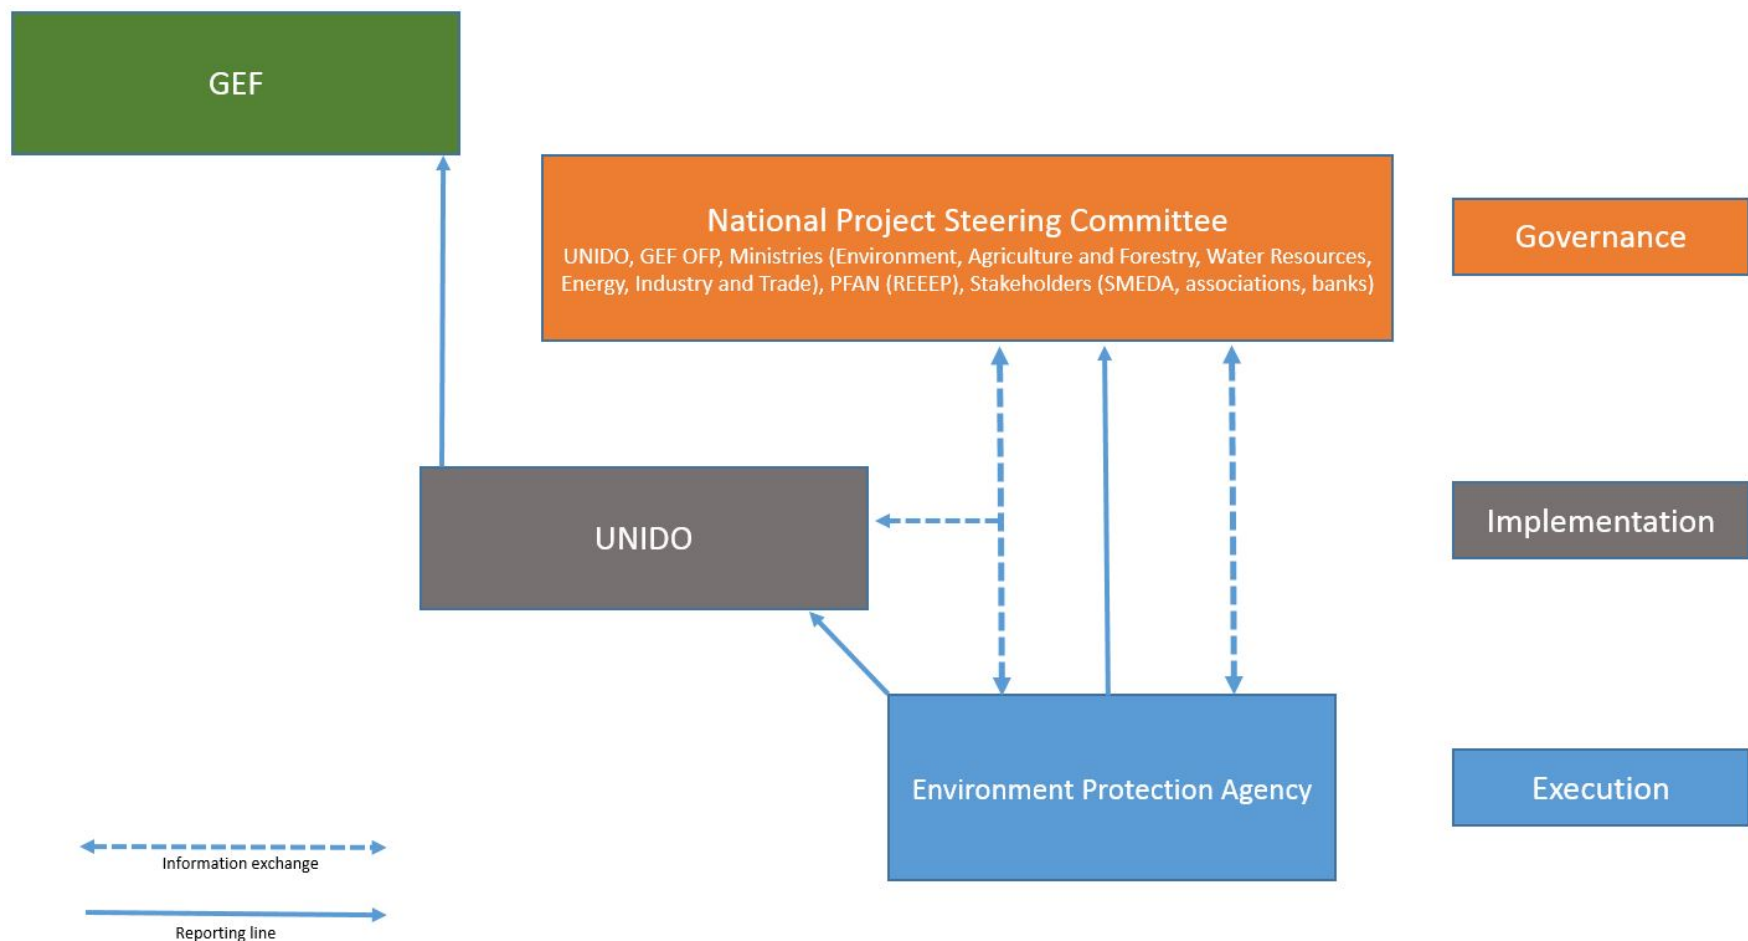 GEF
National Project Steering Committee
UNIDO, GEF OFP, Ministries (Environment, Agriculture and Forestry, Water Resources,
Energy, Industry and Trade), PFAN (REEEP), Stakeholders (SMEDA, associations, banks)
Governance
UNIDO
Implementation
Environment Protection Agency
Execution
Information exchange
Reporting line